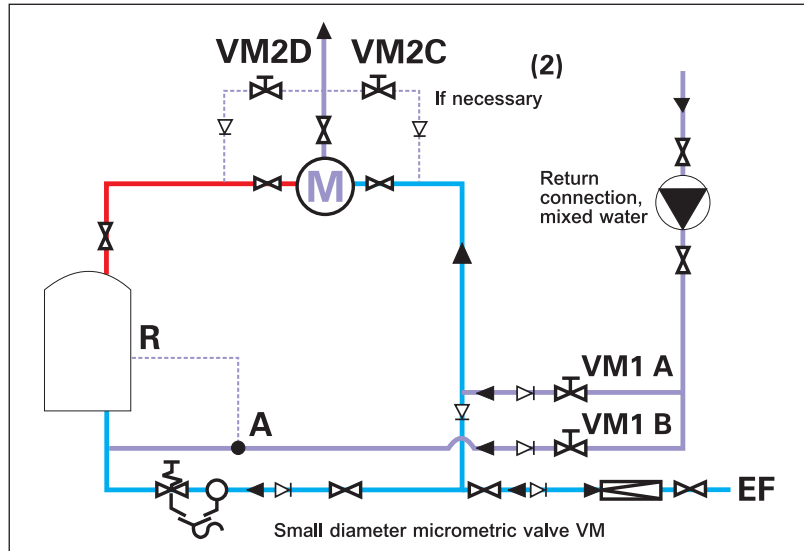 VM2D
VM2C
(2)
If necessary
M
Return
connection,
mixed water
R
VM1 A
A
VM1 B
EF
Small diameter micrometric valve VM